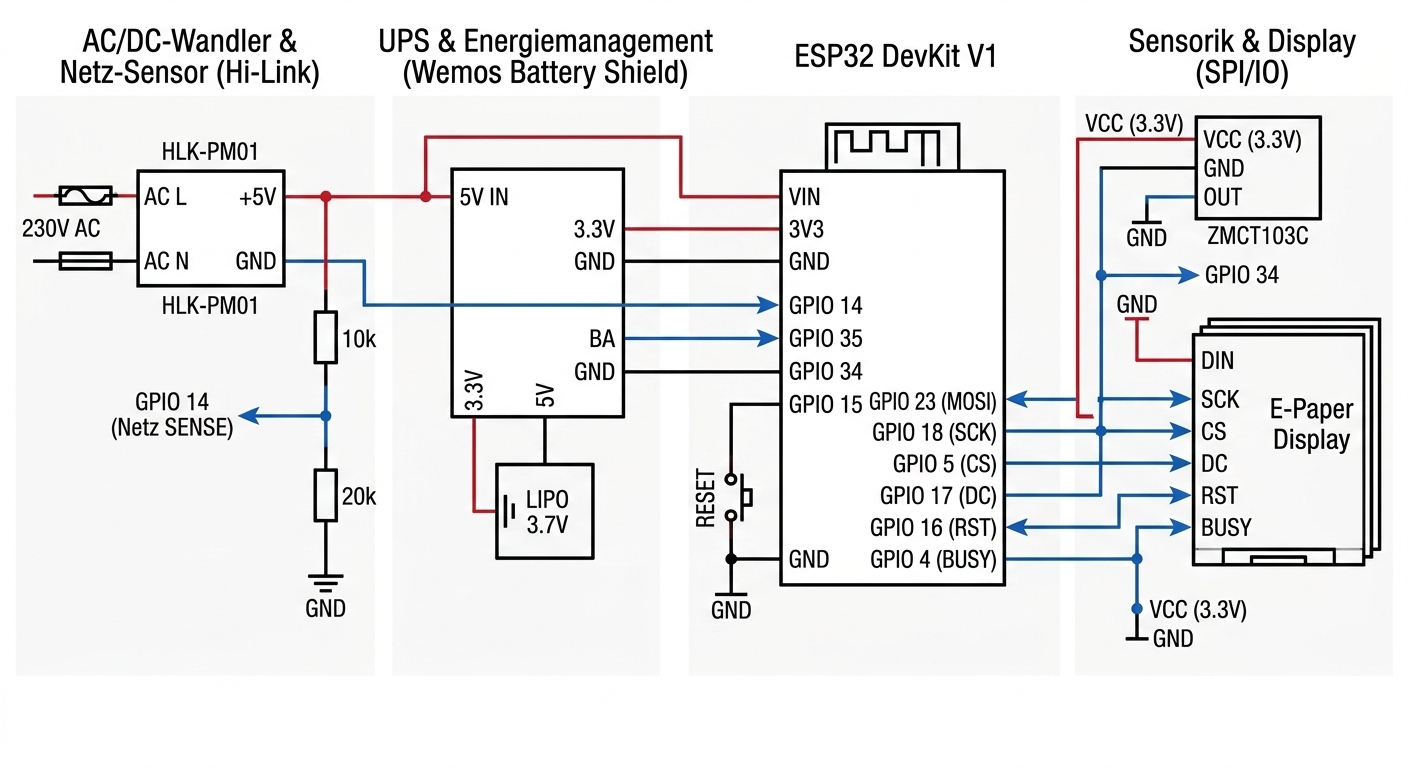 AC/DC-Wandler &
Netz-Sensor (Hi-Link)
UPS & Energiemanagement
(Wemos Battery Shield)
ESP32 DevKit V1
Sensorik & Display
(SPI/IO)
HLK-PM01
AC L
+5V
230V AC
AC N
GND
HLK-PM01
10k
GPIO 14
(Netz SENSE)
20k
GND
5V IN
3.3V
GND
BA
GND
3.3V
5V
LIPO
3.7V
VIN
3V3
GND
GPIO 14
GPIO 35
GPIO 34
GPIO 15
GPIO 23 (MOSI)
GPIO 18 (SCK)
GPIO 5 (CS)
GPIO 17 (DC)
GPIO 16 (RST)
GND
GPIO 4 (BUSY)
RESET
GND
VCC (3.3V)
VCC (3.3V)
GND
OUT
GND
ZMCT103C
GPIO 34
GND
DIN
SCK
CS
DC
RST
BUSY
E-Paper
Display
VCC (3.3V)
GND